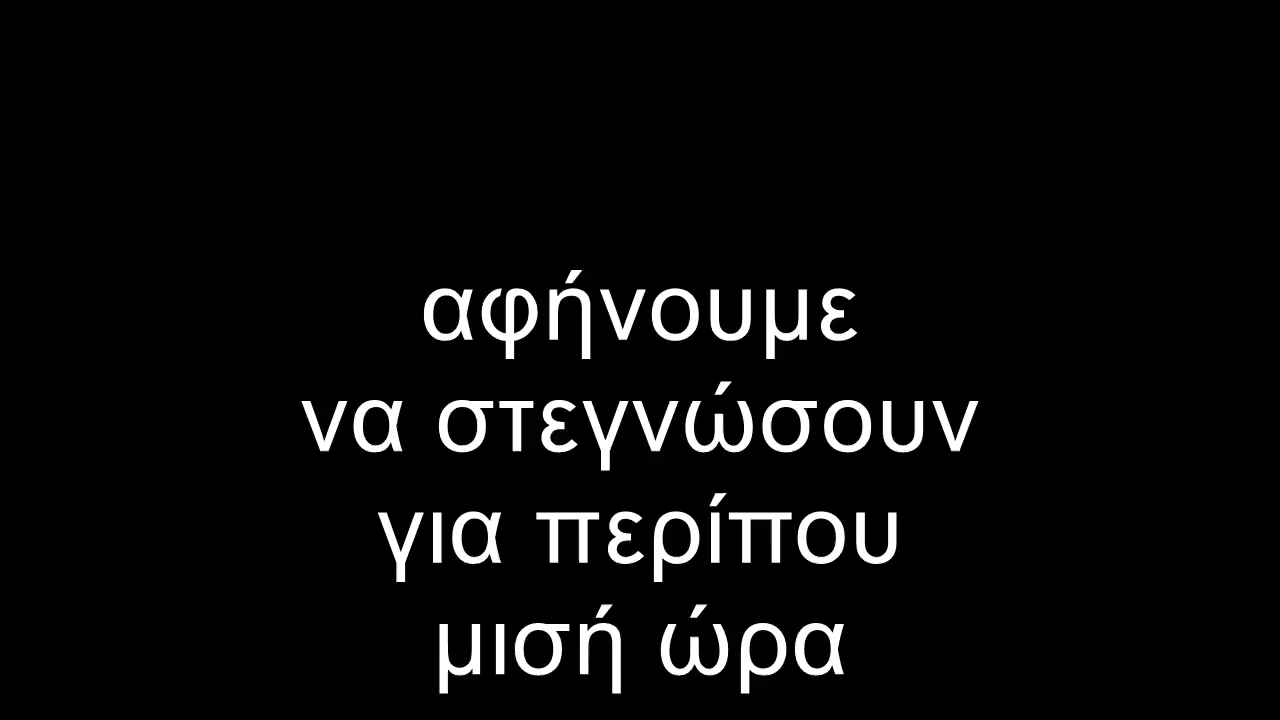 αφήνουμε
να στεγνώσουν
για περίπου
μισή ώρα